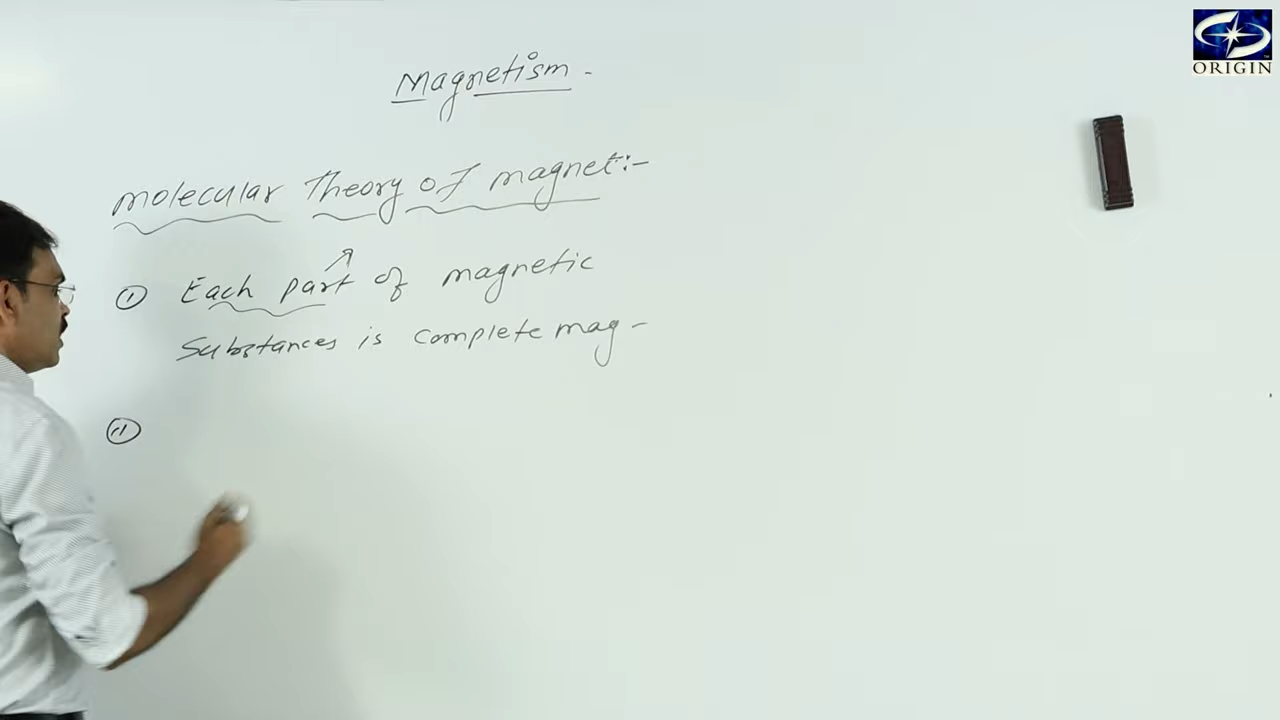 ORIGIN
Magnetism -
molecular Theory of magnet:-
(1) Each part of magnetic
Substances is complete mag-
(11)